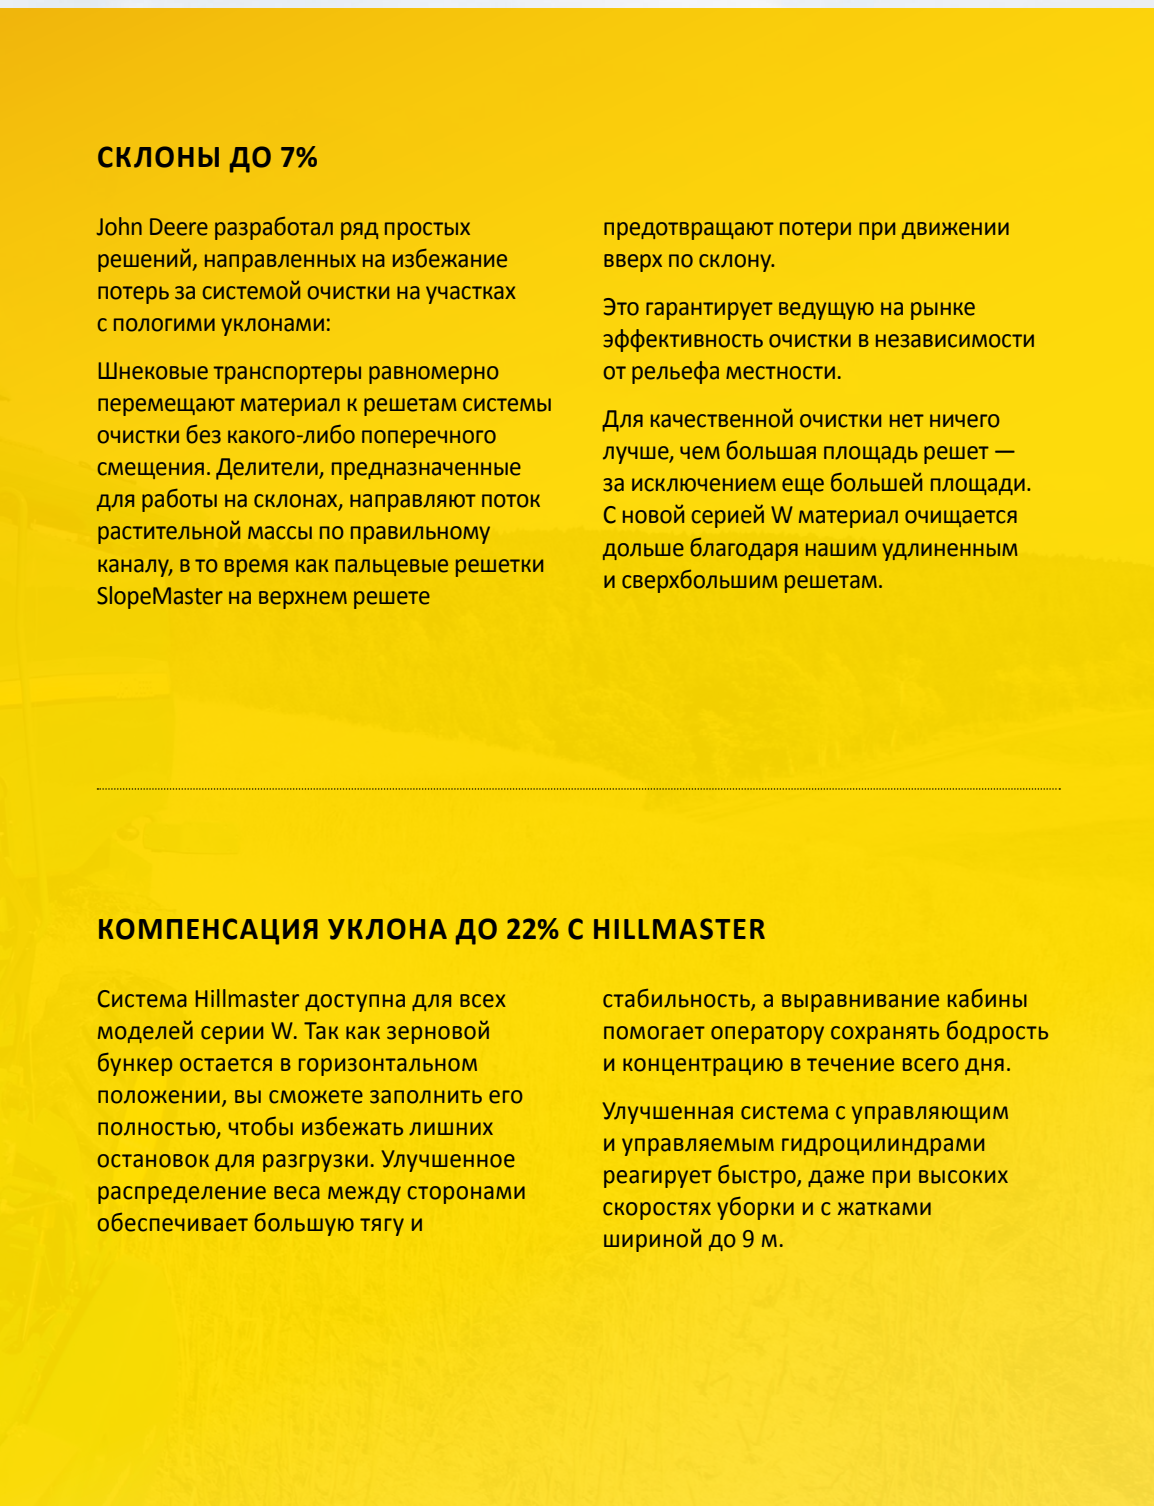 СКЛОНЫ ДО 7%
John Deere разработал ряд простых
решений, направленных на избежание
потерь за системой очистки на участках
с пологими уклонами:
Шнековые транспортеры равномерно
перемещают материал к решетам системы
очистки без какого-либо поперечного
смещения. Делители, предназначенные
для работы на склонах, направляют поток
растительной массы по правильному
каналу, в то время как пальцевые решетки
SlopeMaster на верхнем решете
предотвращают потери при движении
вверх по склону.
Это гарантирует ведущую на рынке
эффективность очистки в независимости
от рельефа местности.
Для качественной очистки нет ничего
лучше, чем большая площадь решет —
за исключением еще большей площади.
С новой серией W материал очищается
дольше благодаря нашим удлиненным
и сверхбольшим решетам.
КОМПЕНСАЦИЯ УКЛОНА ДО 22% С HILLMASTER
Система Hillmaster доступна для всех
моделей серии W. Так как зерновой
бункер остается в горизонтальном
положении, вы сможете заполнить его
полностью, чтобы избежать лишних
остановок для разгрузки. Улучшенное
распределение веса между сторонами
обеспечивает большую тягу и
стабильность, а выравнивание кабины
помогает оператору сохранять бодрость
и концентрацию в течение всего дня.
Улучшенная система с управляющим
и управляемым гидроцилиндрами
реагирует быстро, даже при высоких
скоростях уборки и с жатками
шириной до 9 м.